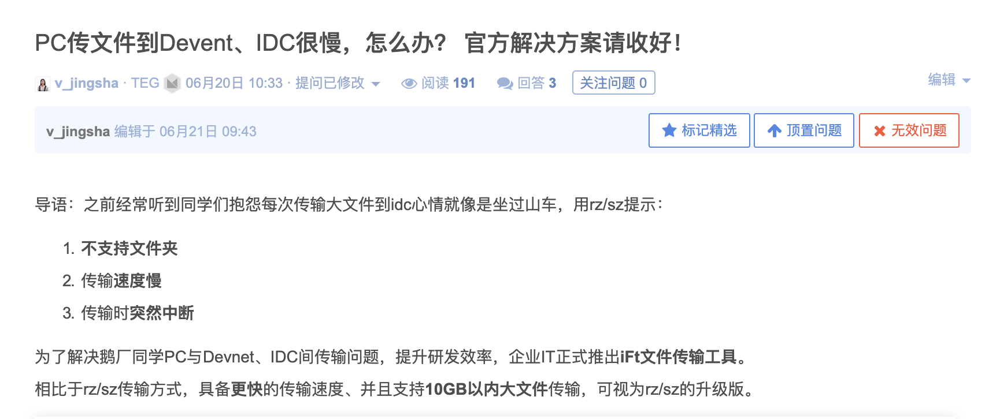 PC传文件到Devent、IDC很慢，怎么办？ 官方解决方案请收好！
v_jingsha · TEG 06月20日 10:33 · 提问已修改 阅读 191 回答 3 关注问题 0 编辑
v_jingsha 编辑于 06月21日 09:43 标记精选 顶置问题 无效问题
导语：之前经常听到同学们抱怨每次传输大文件到idc心情就像是坐过山车，用rz/sz提示：
1. 不支持文件夹
2. 传输速度慢
3. 传输时突然中断
为了解决鹅厂同学PC与Devnet、IDC间传输问题，提升研发效率，企业IT正式推出iFt文件传输工具。
相比于rz/sz传输方式，具备更快的传输速度、并且支持10GB以内大文件传输，可视为rz/sz的升级版。